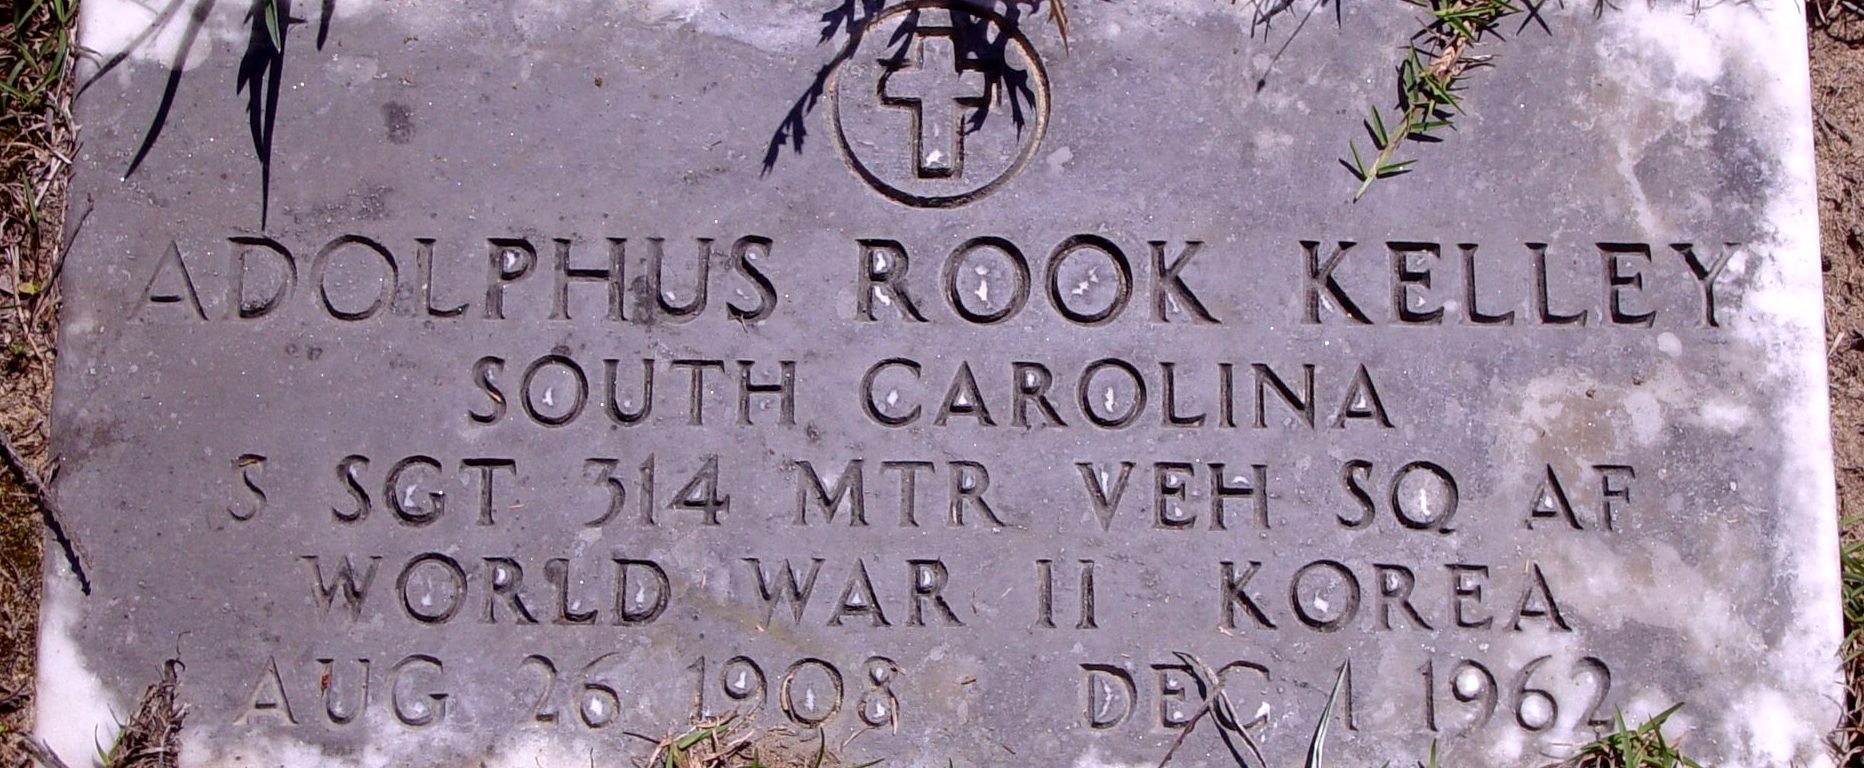 ADOLPHUS ROOK KELLEY
SOUTH CAROLINA
S SGT 314 MTR VEH SQ AF
WORLD WAR II KOREA
AUG 26 1908 DEC 1 1962